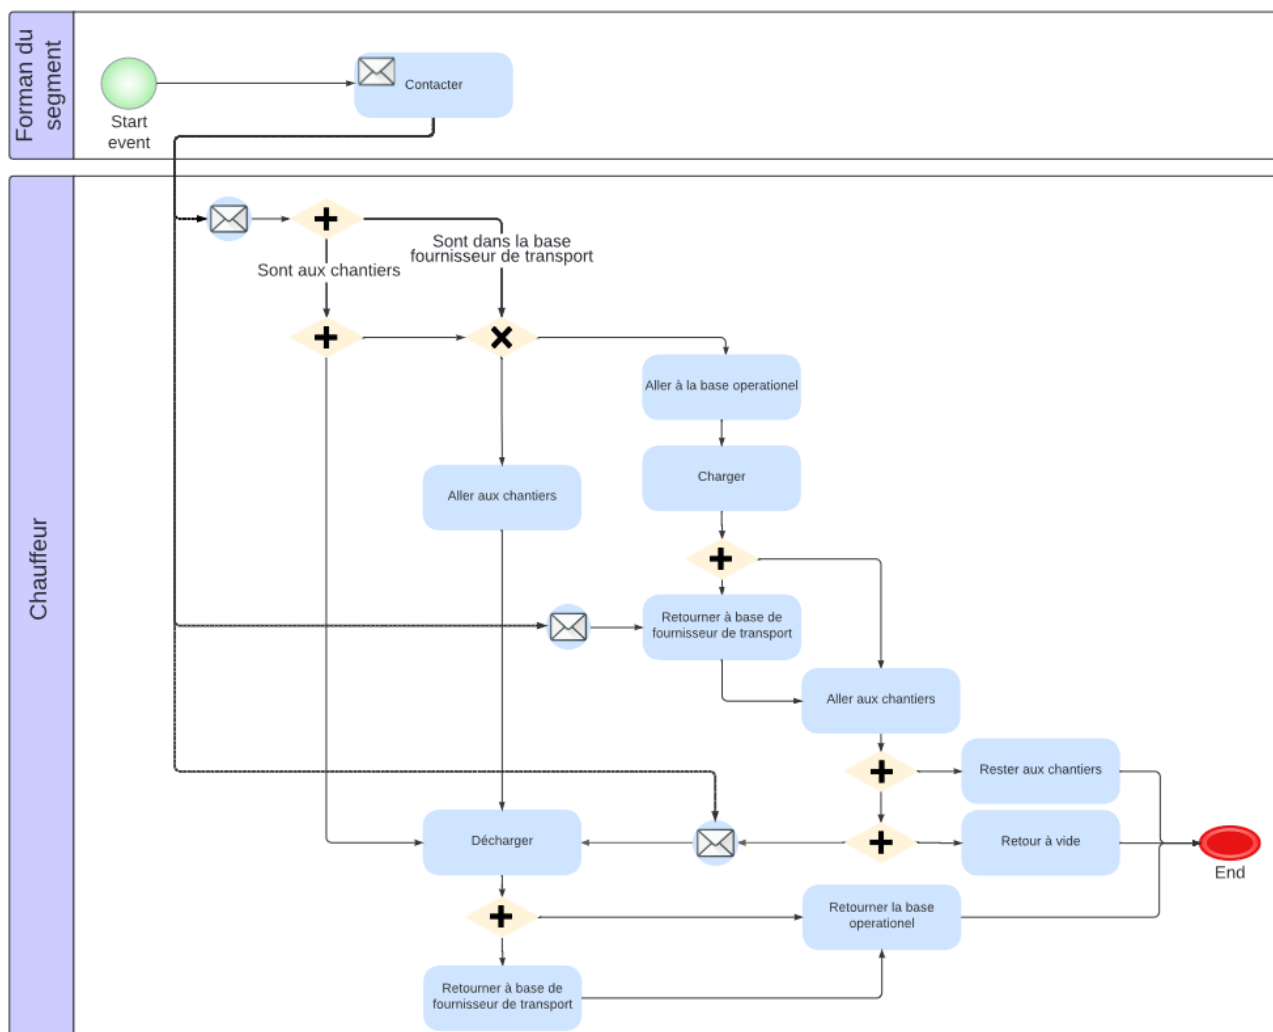 Forman du
segment
Start
event
Contacter
Chauffeur
Sont dans la base
fournisseur de transport
Sont aux chantiers
Aller à la base operationel
Charger
Aller aux chantiers
Retourner à base de
fournisseur de transport
Aller aux chantiers
Rester aux chantiers
Décharger
Retour à vide
End
Retourner la base
operationel
Retourner à base de
fournisseur de transport